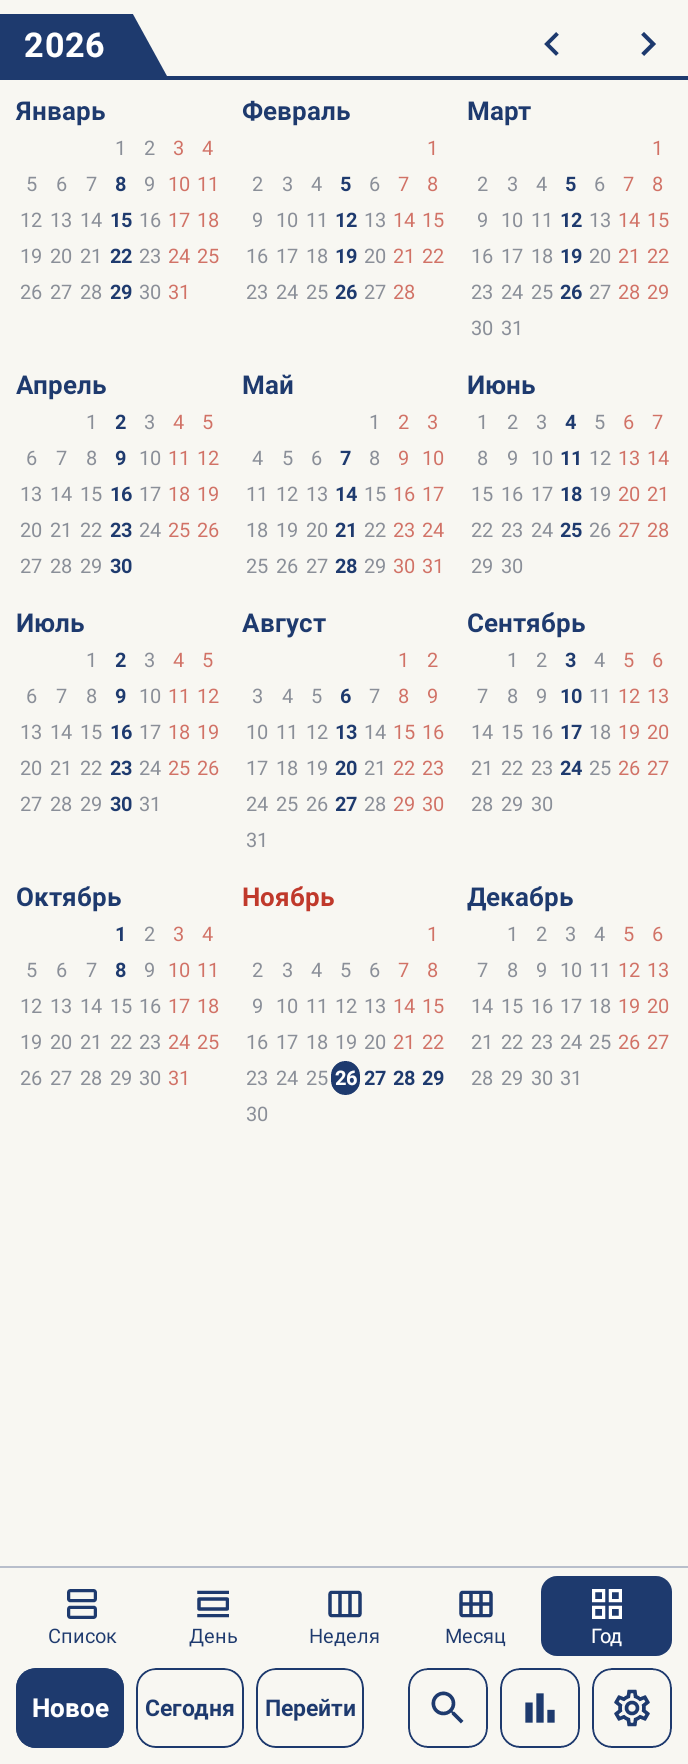 2026
Январь
1 2 3 4
5 6 7 8 9 10 11
12 13 14 15 16 17 18
19 20 21 22 23 24 25
26 27 28 29 30 31
Февраль
1
2 3 4 5 6 7 8
9 10 11 12 13 14 15
16 17 18 19 20 21 22
23 24 25 26 27 28
Март
1
2 3 4 5 6 7 8
9 10 11 12 13 14 15
16 17 18 19 20 21 22
23 24 25 26 27 28 29
30 31
Апрель
1 2 3 4 5
6 7 8 9 10 11 12
13 14 15 16 17 18 19
20 21 22 23 24 25 26
27 28 29 30
Май
1 2 3
4 5 6 7 8 9 10
11 12 13 14 15 16 17
18 19 20 21 22 23 24
25 26 27 28 29 30 31
Июнь
1 2 3 4 5 6 7
8 9 10 11 12 13 14
15 16 17 18 19 20 21
22 23 24 25 26 27 28
29 30
Июль
1 2 3 4 5
6 7 8 9 10 11 12
13 14 15 16 17 18 19
20 21 22 23 24 25 26
27 28 29 30 31
Август
1 2
3 4 5 6 7 8 9
10 11 12 13 14 15 16
17 18 19 20 21 22 23
24 25 26 27 28 29 30
31
Сентябрь
1 2 3 4 5 6
7 8 9 10 11 12 13
14 15 16 17 18 19 20
21 22 23 24 25 26 27
28 29 30
Октябрь
1 2 3 4
5 6 7 8 9 10 11
12 13 14 15 16 17 18
19 20 21 22 23 24 25
26 27 28 29 30 31
Ноябрь
1
2 3 4 5 6 7 8
9 10 11 12 13 14 15
16 17 18 19 20 21 22
23 24 25 26 27 28 29
30
Декабрь
1 2 3 4 5 6
7 8 9 10 11 12 13
14 15 16 17 18 19 20
21 22 23 24 25 26 27
28 29 30 31
Список День Неделя Месяц Год
Новое Сегодня Перейти